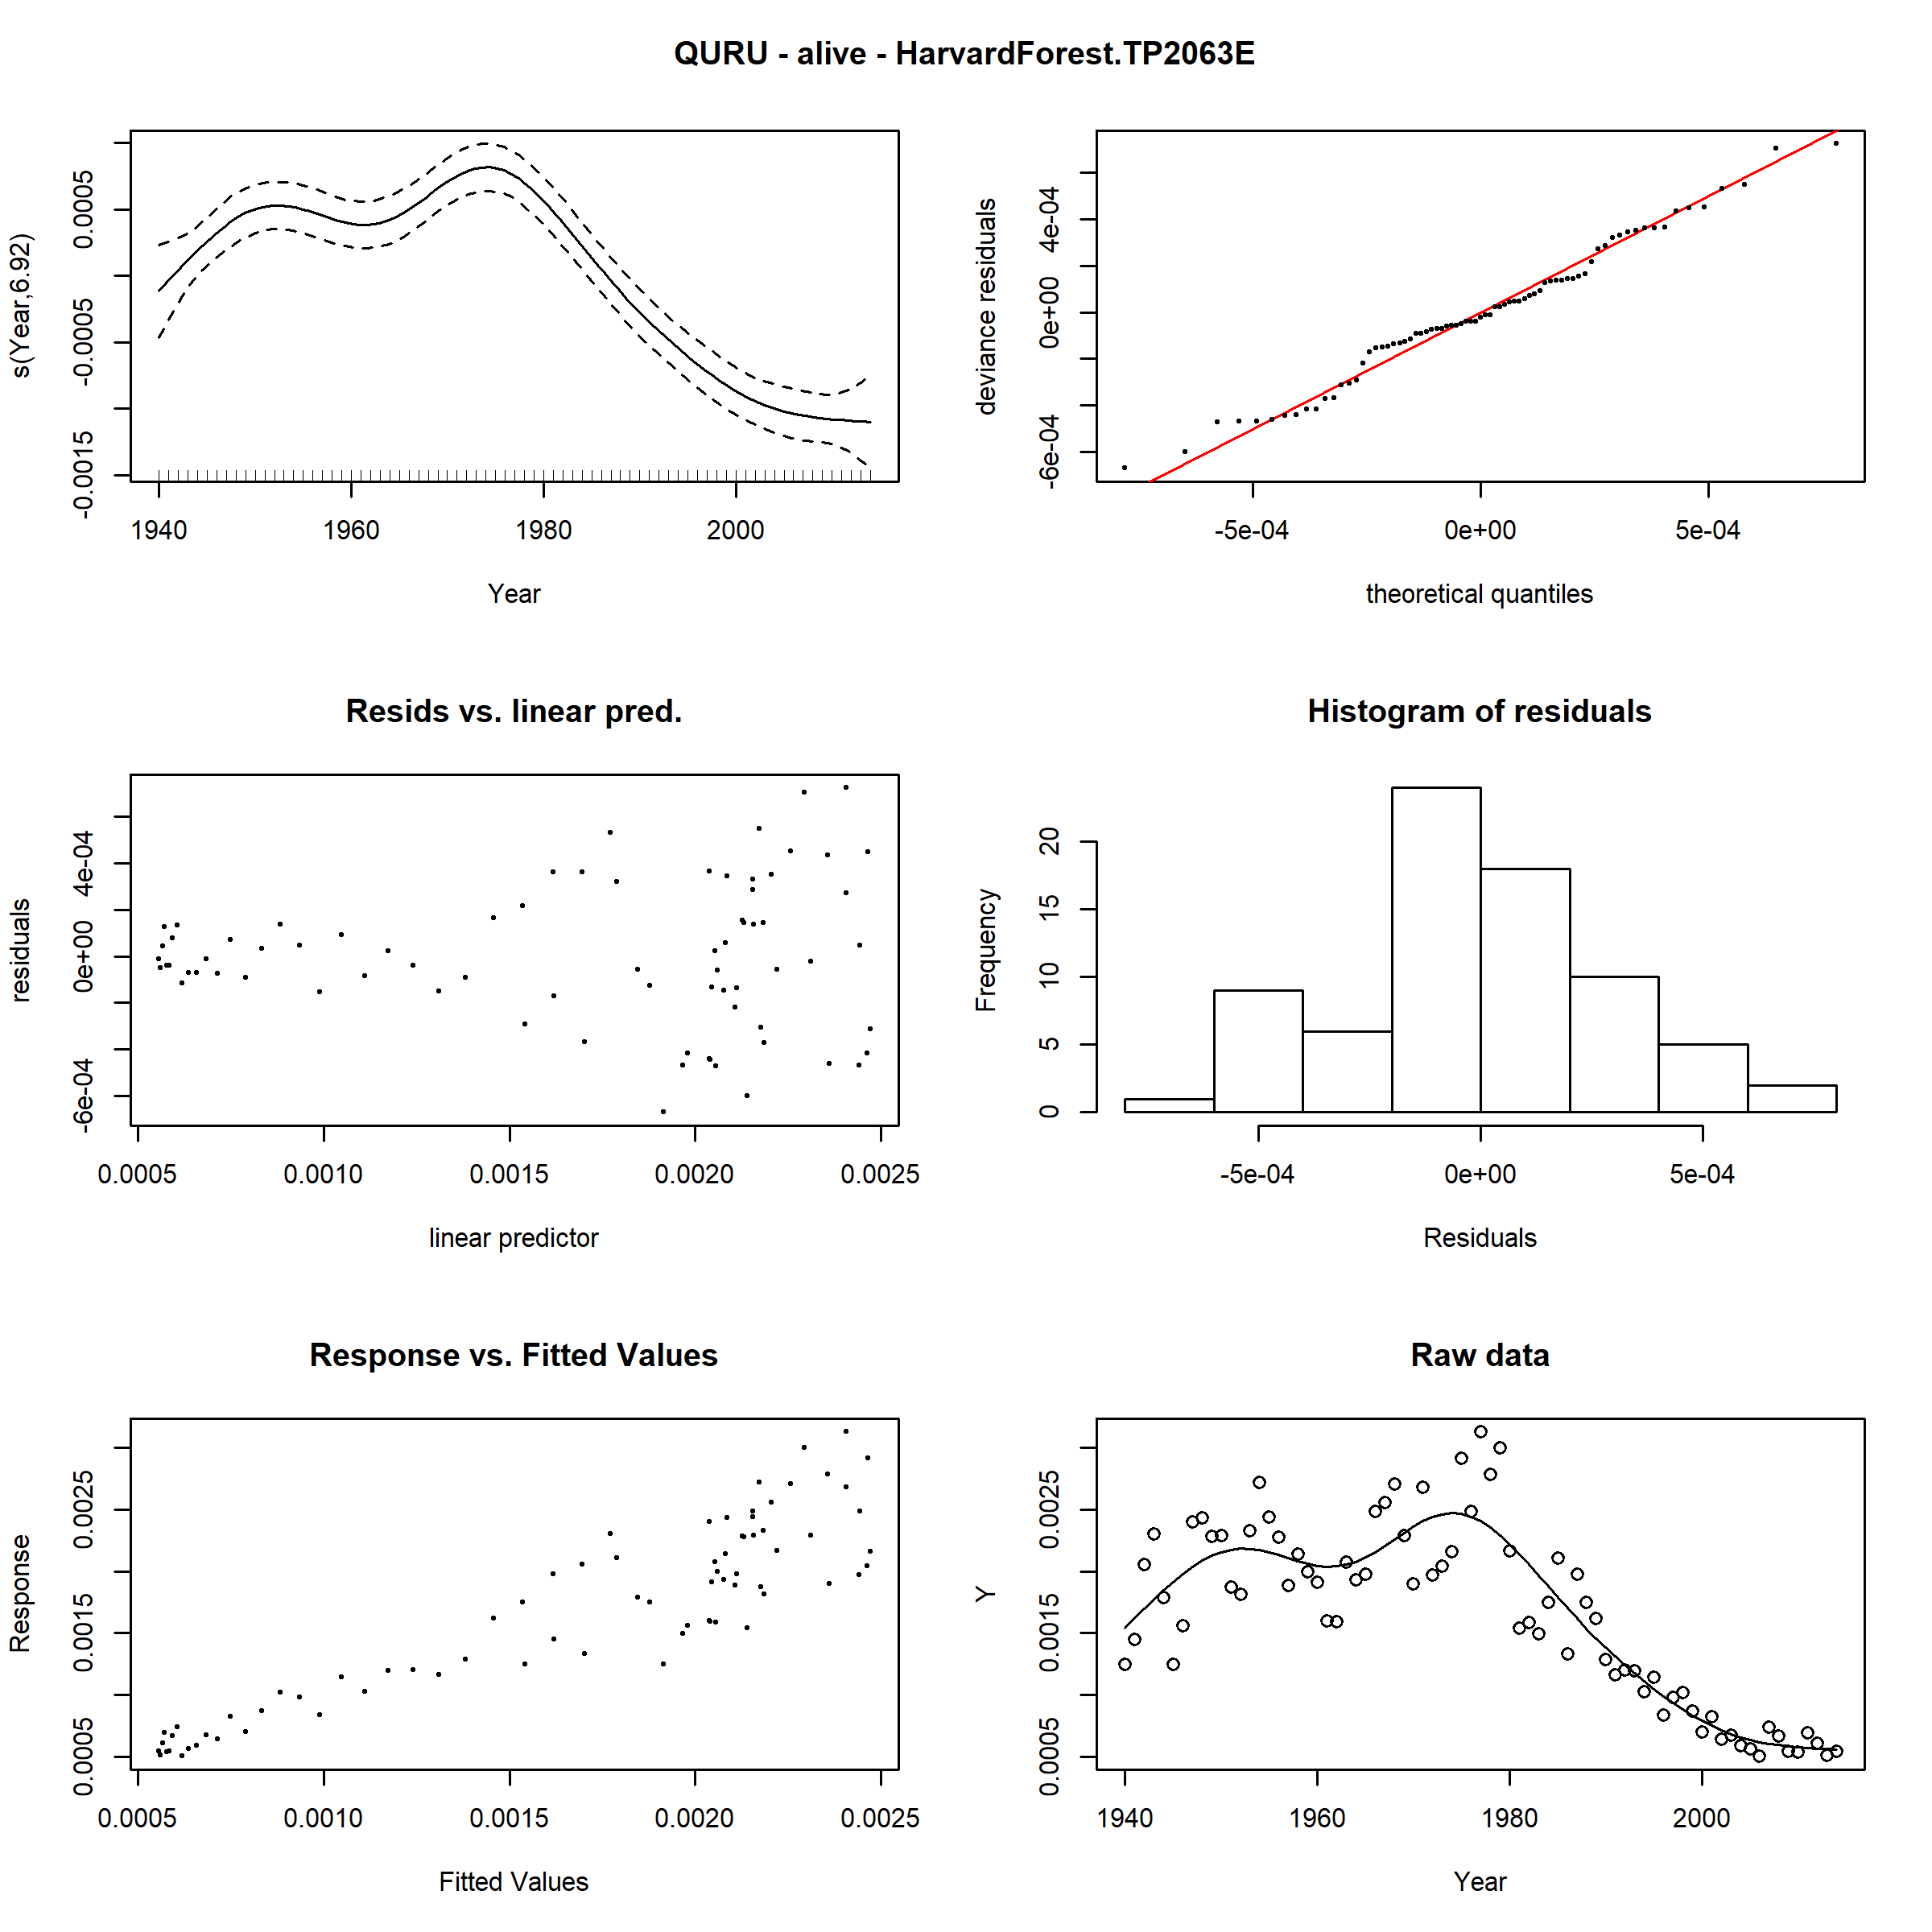 QURU - alive - HarvardForest.TP2063E
s(Year,6.92)
-0.0015 -0.0005 0.0005
1940 1960 1980 2000
Year
deviance residuals
-6e-04 0e+00 4e-04
-5e-04 0e+00 5e-04
theoretical quantiles
Resids vs. linear pred.
residuals
-6e-04 0e+00 4e-04
0.0005 0.0010 0.0015 0.0020 0.0025
linear predictor
Histogram of residuals
Frequency
0 5 10 15 20
-5e-04 0e+00 5e-04
Residuals
Response vs. Fitted Values
Response
0.0005 0.0015 0.0025
0.0005 0.0010 0.0015 0.0020 0.0025
Fitted Values
Raw data
Y
0.0005 0.0015 0.0025
1940 1960 1980 2000
Year